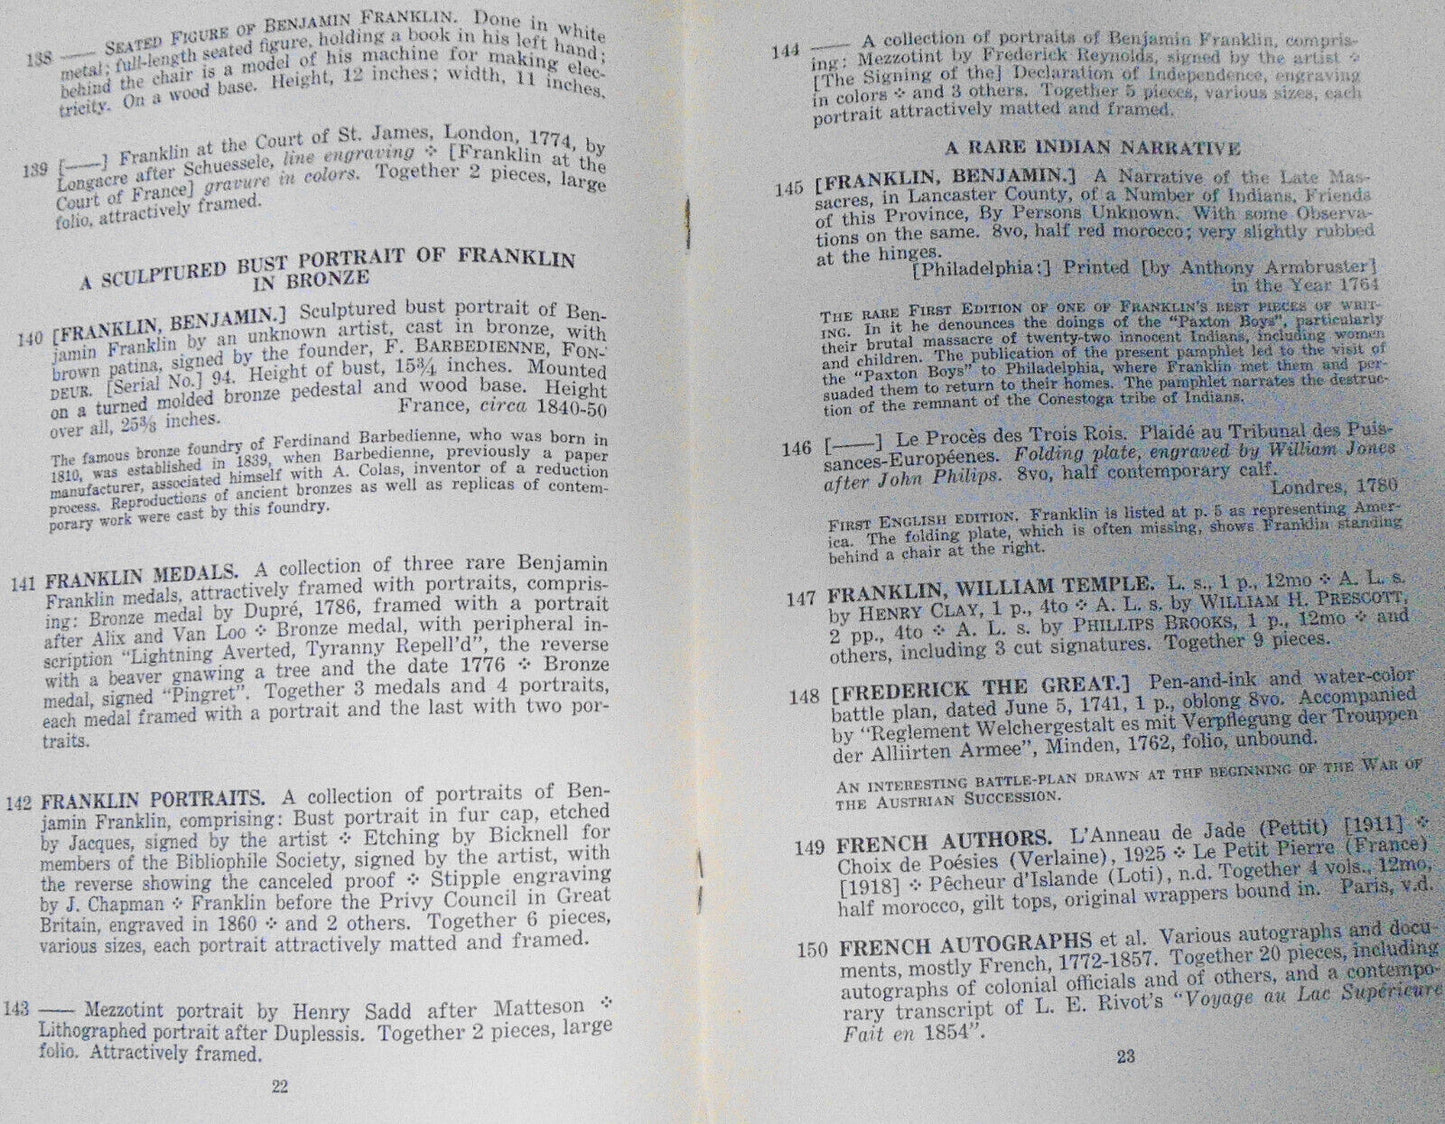 138 —— SEATED FIGURE OF BENJAMIN FRANKLIN. Done in white
metal; full-length seated figure, holding a book in his left hand;
behind the chair is a model of his machine for making elec-
tricity. On a wood base. Height, 12 inches; width, 11 inches.
139 [——] Franklin at the Court of St. James, London, 1774, by
Longacre after Schuessele, line engraving ⁘ [Franklin at the
Court of France] gravure in colors. Together 2 pieces, large
folio, attractively framed.
A SCULPTURED BUST PORTRAIT OF FRANKLIN
IN BRONZE
140 [FRANKLIN, BENJAMIN.] Sculptured bust portrait of Ben-
jamin Franklin by an unknown artist, cast in bronze, with
brown patina, signed by the founder, F. BARBEDIENNE, FON-
DEUR. [Serial No.] 94. Height of bust, 15¾ inches. Mounted
on a turned molded bronze pedestal and wood base. Height
over all, 25⅜ inches. France, circa 1840-50
The famous bronze foundry of Ferdinand Barbedienne, who was born in
1810, was established in 1839, when Barbedienne, previously a paper
manufacturer, associated himself with A. Colas, inventor of a reduction
process. Reproductions of ancient bronzes as well as replicas of contem-
porary work were cast by this foundry.
141 FRANKLIN MEDALS. A collection of three rare Benjamin
Franklin medals, attractively framed with portraits, compris-
ing: Bronze medal by Dupré, 1786, framed with a portrait
after Alix and Van Loo ⁘ Bronze medal, with peripheral in-
scription "Lightning Averted, Tyranny Repell'd", the reverse
with a beaver gnawing a tree and the date 1776 ⁘ Bronze
medal, signed "Pingret". Together 3 medals and 4 portraits,
each medal framed with a portrait and the last with two por-
traits.
142 FRANKLIN PORTRAITS. A collection of portraits of Ben-
jamin Franklin, comprising: Bust portrait in fur cap, etched
by Jacques, signed by the artist ⁘ Etching by Bicknell for
members of the Bibliophile Society, signed by the artist, with
the reverse showing the canceled proof ⁘ Stipple engraving
by J. Chapman ⁘ Franklin before the Privy Council in Great
Britain, engraved in 1860 ⁘ and 2 others. Together 6 pieces,
various sizes, each portrait attractively matted and framed.
143 —— Mezzotint portrait by Henry Sadd after Matteson ⁘
Lithographed portrait after Duplessis. Together 2 pieces, large
folio. Attractively framed.
22
144 —— A collection of portraits of Benjamin Franklin, compris-
ing: Mezzotint by Frederick Reynolds, signed by the artist ⁘
[The Signing of the] Declaration of Independence, engraving
in colors ⁘ and 3 others. Together 5 pieces, various sizes, each
portrait attractively matted and framed.
A RARE INDIAN NARRATIVE
145 [FRANKLIN, BENJAMIN.] A Narrative of the Late Mas-
sacres, in Lancaster County, of a Number of Indians, Friends
of this Province, By Persons Unknown. With some Observa-
tions on the same. 8vo, half red morocco; very slightly rubbed
at the hinges.
[Philadelphia:] Printed [by Anthony Armbruster]
in the Year 1764
THE RARE FIRST EDITION OF ONE OF FRANKLIN'S BEST PIECES OF WRIT-
ING. In it he denounces the doings of the "Paxton Boys", particularly
their brutal massacre of twenty-two innocent Indians, including women
and children. The publication of the present pamphlet led to the visit of
the "Paxton Boys" to Philadelphia, where Franklin met them and per-
suaded them to return to their homes. The pamphlet narrates the destruc-
tion of the remnant of the Conestoga tribe of Indians.
146 [——] Le Procès des Trois Rois. Plaidé au Tribunal des Puis-
sances-Européenes. Folding plate, engraved by William Jones
after John Philips. 8vo, half contemporary calf.
Londres, 1780
FIRST ENGLISH EDITION. Franklin is listed at p. 5 as representing Amer-
ica. The folding plate, which is often missing, shows Franklin standing
behind a chair at the right.
147 FRANKLIN, WILLIAM TEMPLE. L. s., 1 p., 12mo ⁘ A. L. s.
by HENRY CLAY, 1 p., 4to ⁘ A. L. s. by WILLIAM H. PRESCOTT,
2 pp., 4to ⁘ A. L. s. by PHILLIPS BROOKS, 1 p., 12mo ⁘ and
others, including 3 cut signatures. Together 9 pieces.
148 [FREDERICK THE GREAT.] Pen-and-ink and water-color
battle plan, dated June 5, 1741, 1 p., oblong 8vo. Accompanied
by "Reglement Welchergestalt es mit Verpflegung der Trouppen
der Alliirten Armee", Minden, 1762, folio, unbound.
AN INTERESTING BATTLE-PLAN DRAWN AT THE BEGINNING OF THE WAR OF
THE AUSTRIAN SUCCESSION.
149 FRENCH AUTHORS. L'Anneau de Jade (Pettit) [1911] ⁘
Choix de Poésies (Verlaine), 1925 ⁘ Le Petit Pierre (France)
[1918] ⁘ Pêcheur d'Islande (Loti), n.d. Together 4 vols., 12mo,
half morocco, gilt tops, original wrappers bound in. Paris, v.d.
150 FRENCH AUTOGRAPHS et al. Various autographs and docu-
ments, mostly French, 1772-1857. Together 20 pieces, including
autographs of colonial officials and of others, and a contempo-
rary transcript of L. E. Rivot's "Voyage au Lac Supérieure
Fait en 1854".
23